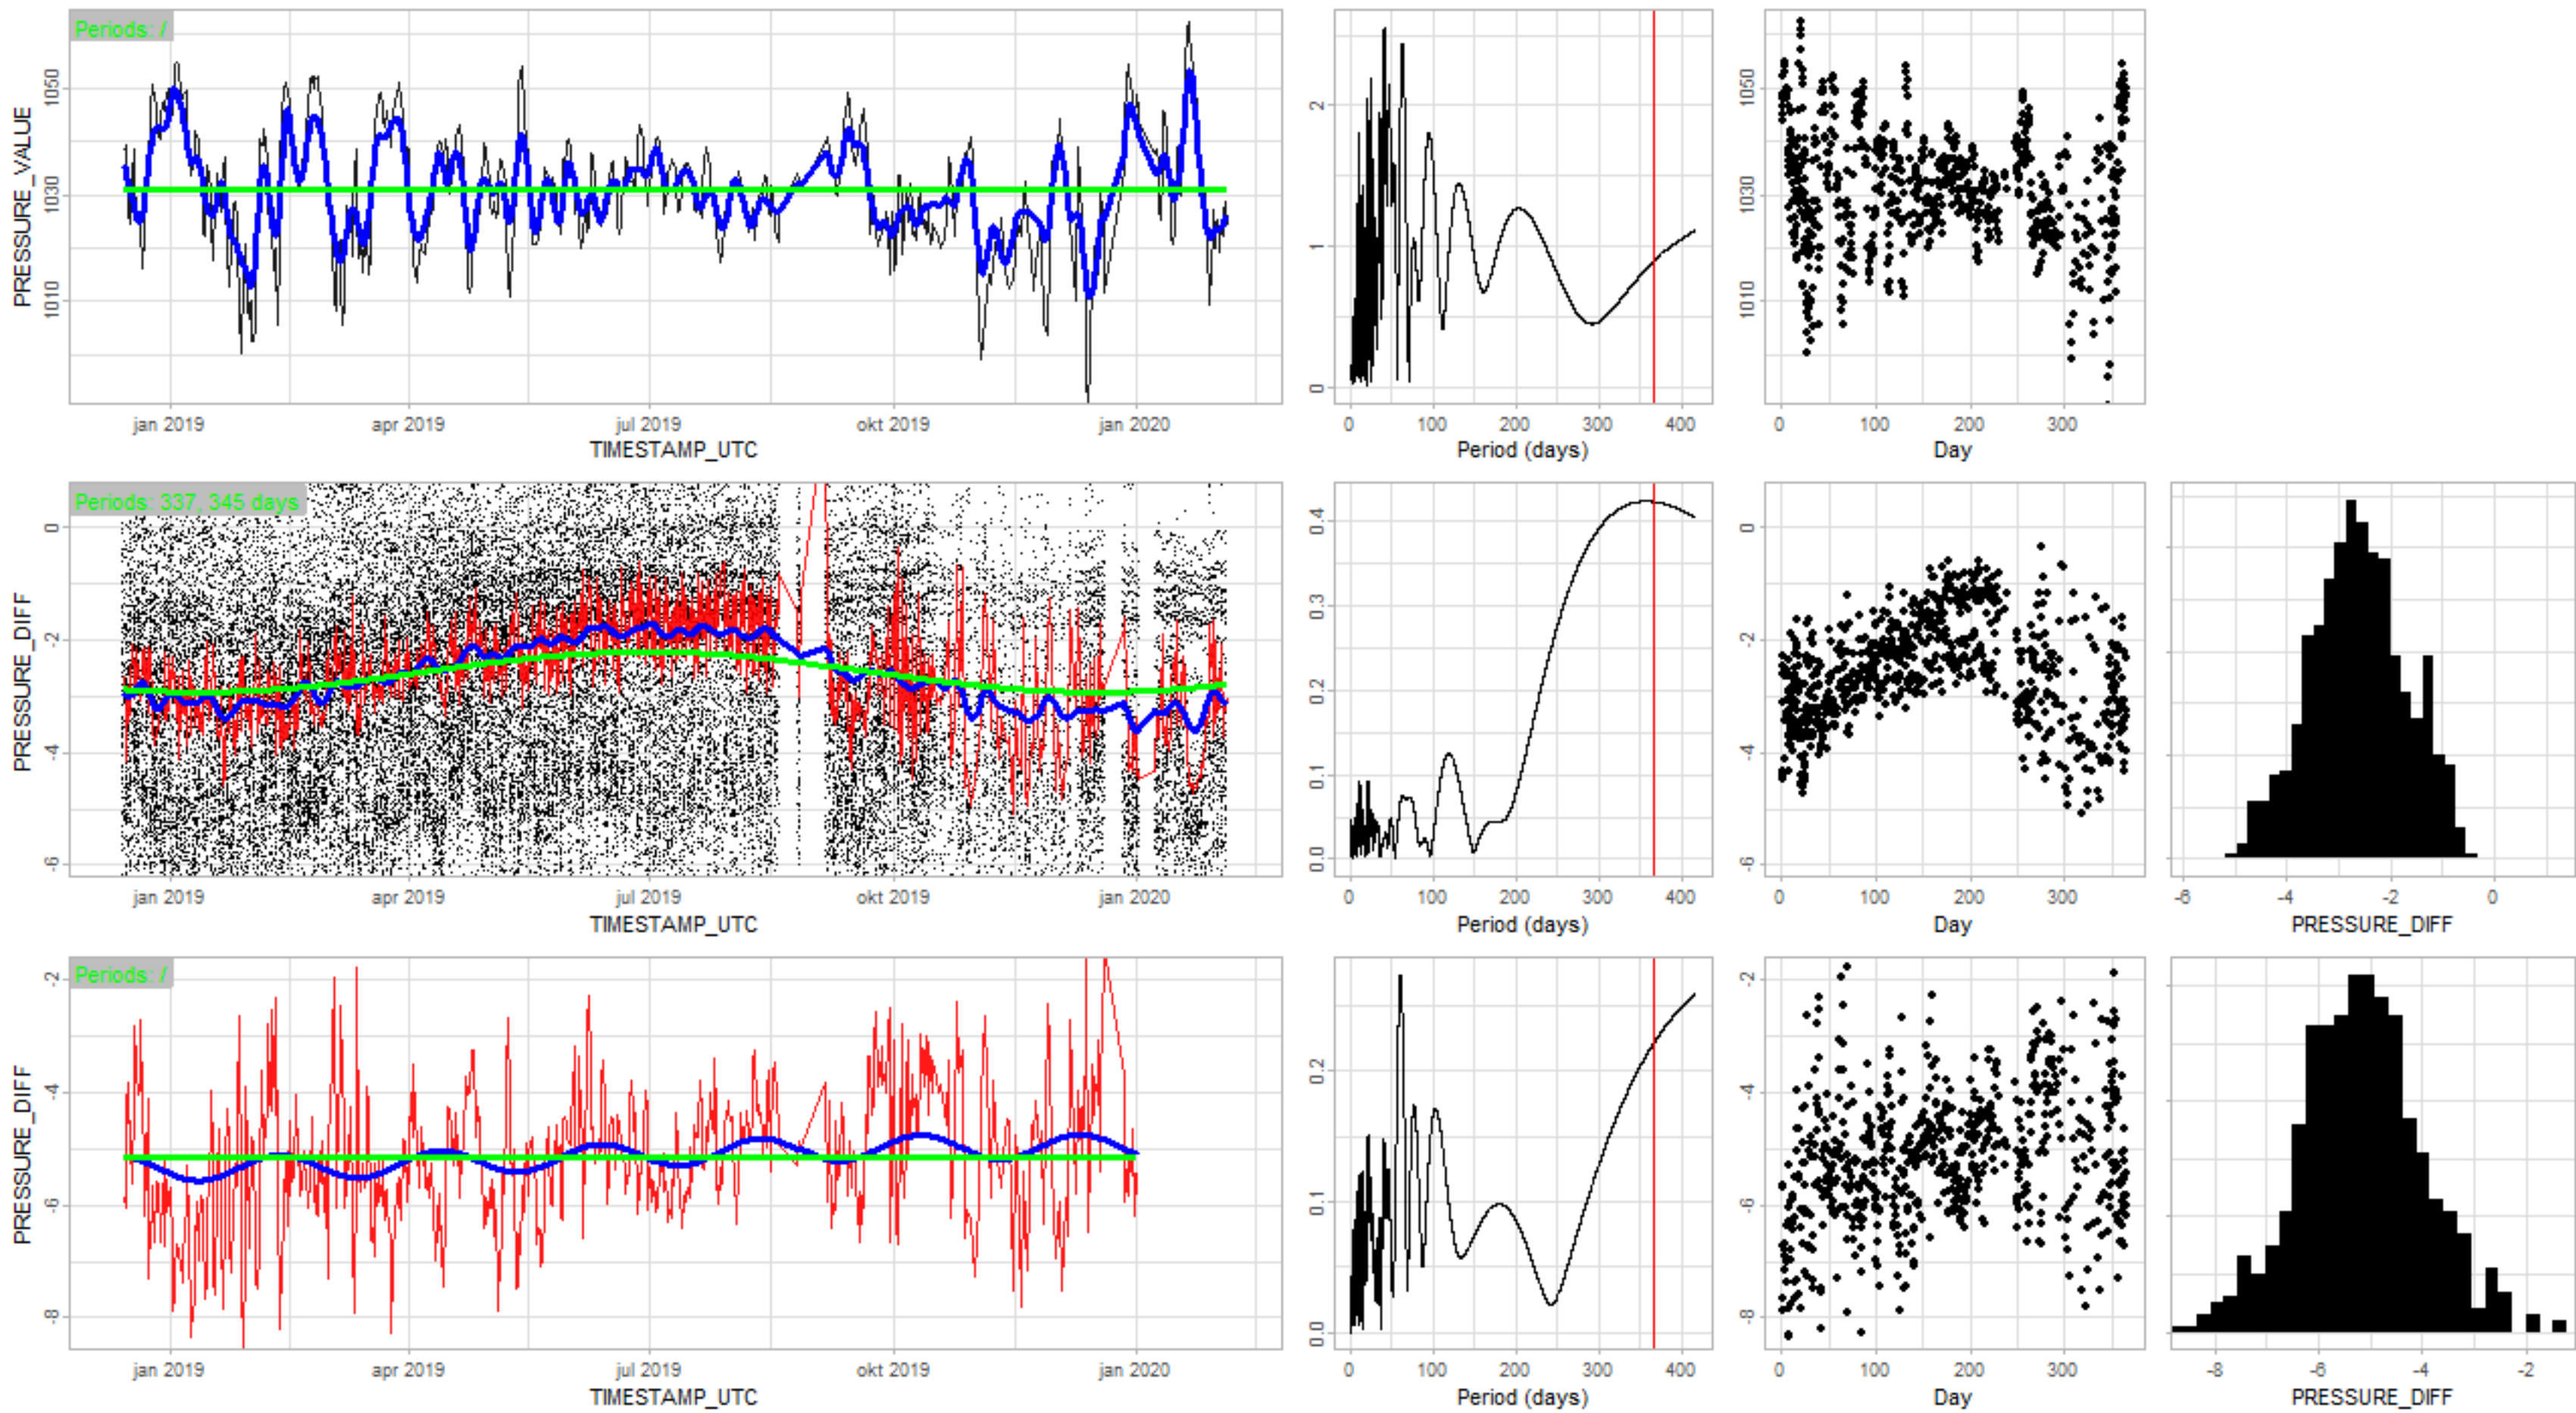 Periods: /
PRESSURE_VALUE
1050
1030
1010
jan 2019
apr 2019
jul 2019
okt 2019
jan 2020
TIMESTAMP_UTC
2
1
0
0
100
200
300
400
Period (days)
1050
1030
1010
0
100
200
300
Day
Periods: 337, 345 days
PRESSURE_DIFF
0
-2
-4
-6
jan 2019
apr 2019
jul 2019
okt 2019
jan 2020
TIMESTAMP_UTC
0.4
0.3
0.2
0.1
0.0
0
100
200
300
400
Period (days)
0
-2
-4
-6
0
100
200
300
Day
-6
-4
-2
0
PRESSURE_DIFF
Periods: /
PRESSURE_DIFF
-2
-4
-6
-8
jan 2019
apr 2019
jul 2019
okt 2019
jan 2020
TIMESTAMP_UTC
0.2
0.1
0.0
0
100
200
300
400
Period (days)
-2
-4
-6
-8
0
100
200
300
Day
-8
-6
-4
-2
PRESSURE_DIFF